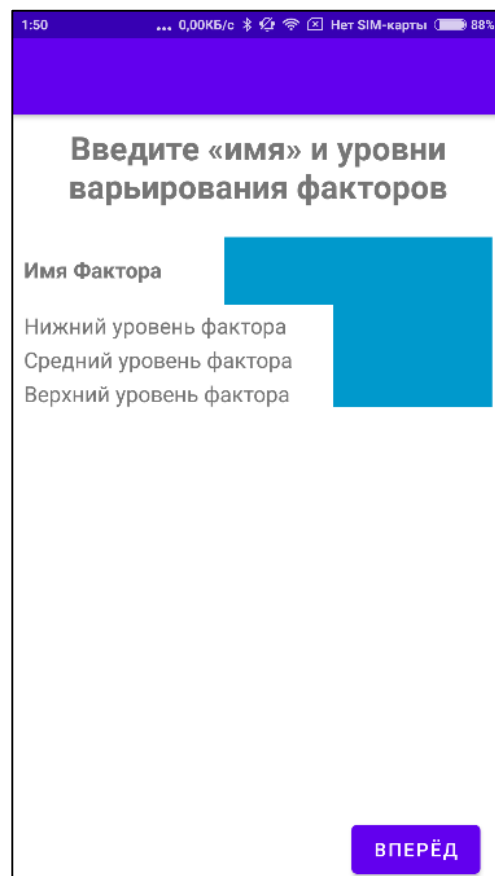 1:50 ... 0,00КБ/с Нет SIM-карты 88%
Введите «имя» и уровни
варьирования факторов
Имя Фактора
Нижний уровень фактора
Средний уровень фактора
Верхний уровень фактора
ВПЕРЁД